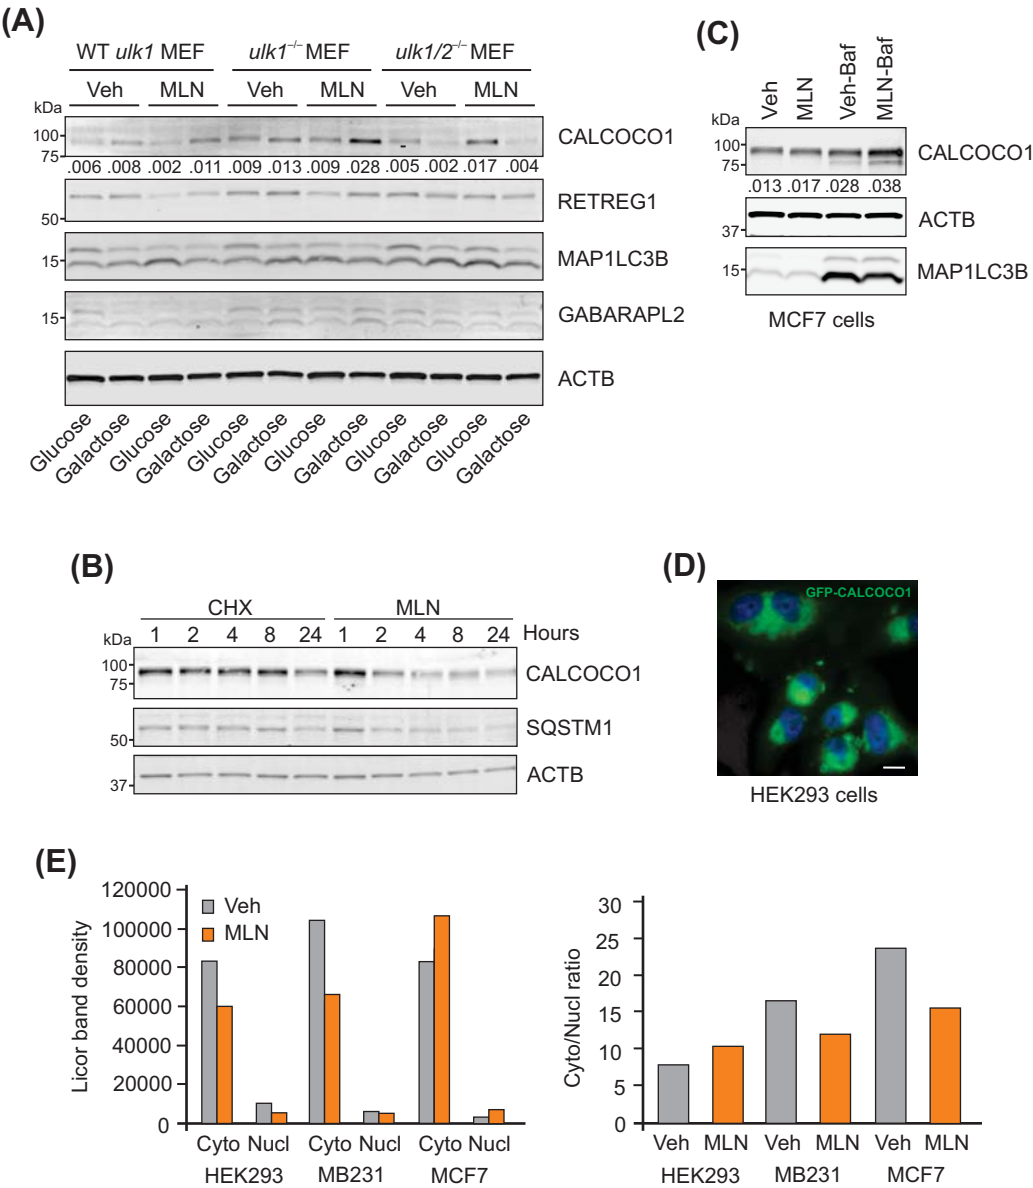 (A)
WT ulk1 MEF ulk1–/– MEF ulk1/2–/– MEF
Veh MLN Veh MLN Veh MLN
kDa
100
75
CALCOCO1
.006 .008 .002 .011 .009 .013 .009 .028 .005 .002 .017 .004
50
RETREG1
15
MAP1LC3B
15
GABARAPL2
ACTB
Glucose Galactose Glucose Galactose Glucose Galactose Glucose Galactose Glucose Galactose Glucose Galactose
(C)
Veh MLN Veh-Baf MLN-Baf
kDa
100
75
CALCOCO1
.013 .017 .028 .038
37
ACTB
15
MAP1LC3B
MCF7 cells
(B)
CHX MLN
kDa 1 2 4 8 24 1 2 4 8 24 Hours
100
75
CALCOCO1
50
SQSTM1
37
ACTB
(D)
GFP-CALCOCO1
HEK293 cells
(E)
Licor band density
120000
100000
80000
60000
40000
20000
0
Veh
MLN
Cyto Nucl Cyto Nucl Cyto Nucl
HEK293 MB231 MCF7
Cyto/Nucl ratio
30
25
20
15
10
5
0
Veh MLN Veh MLN Veh MLN
HEK293 MB231 MCF7